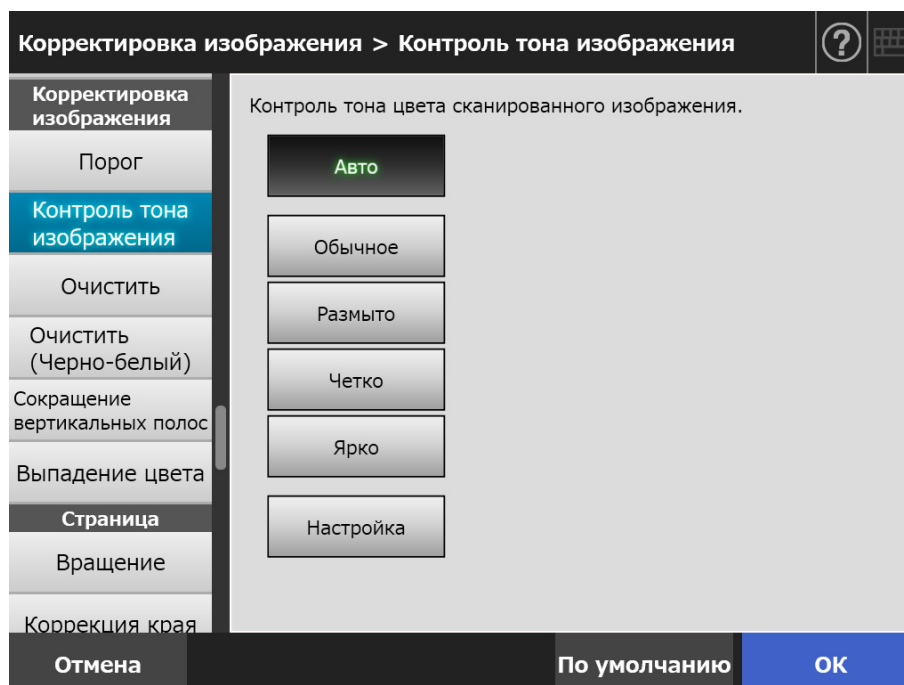 Корректировка изображения > Контроль тона изображения
?
Корректировка
изображения
Порог
Контроль тона
изображения
Очистить
Очистить
(Черно-белый)
Сокращение
вертикальных полос
Выпадение цвета
Страница
Вращение
Коррекция края
Контроль тона цвета сканированного изображения.
Авто
Обычное
Размыто
Четко
Ярко
Настройка
Отмена
По умолчанию
ОК